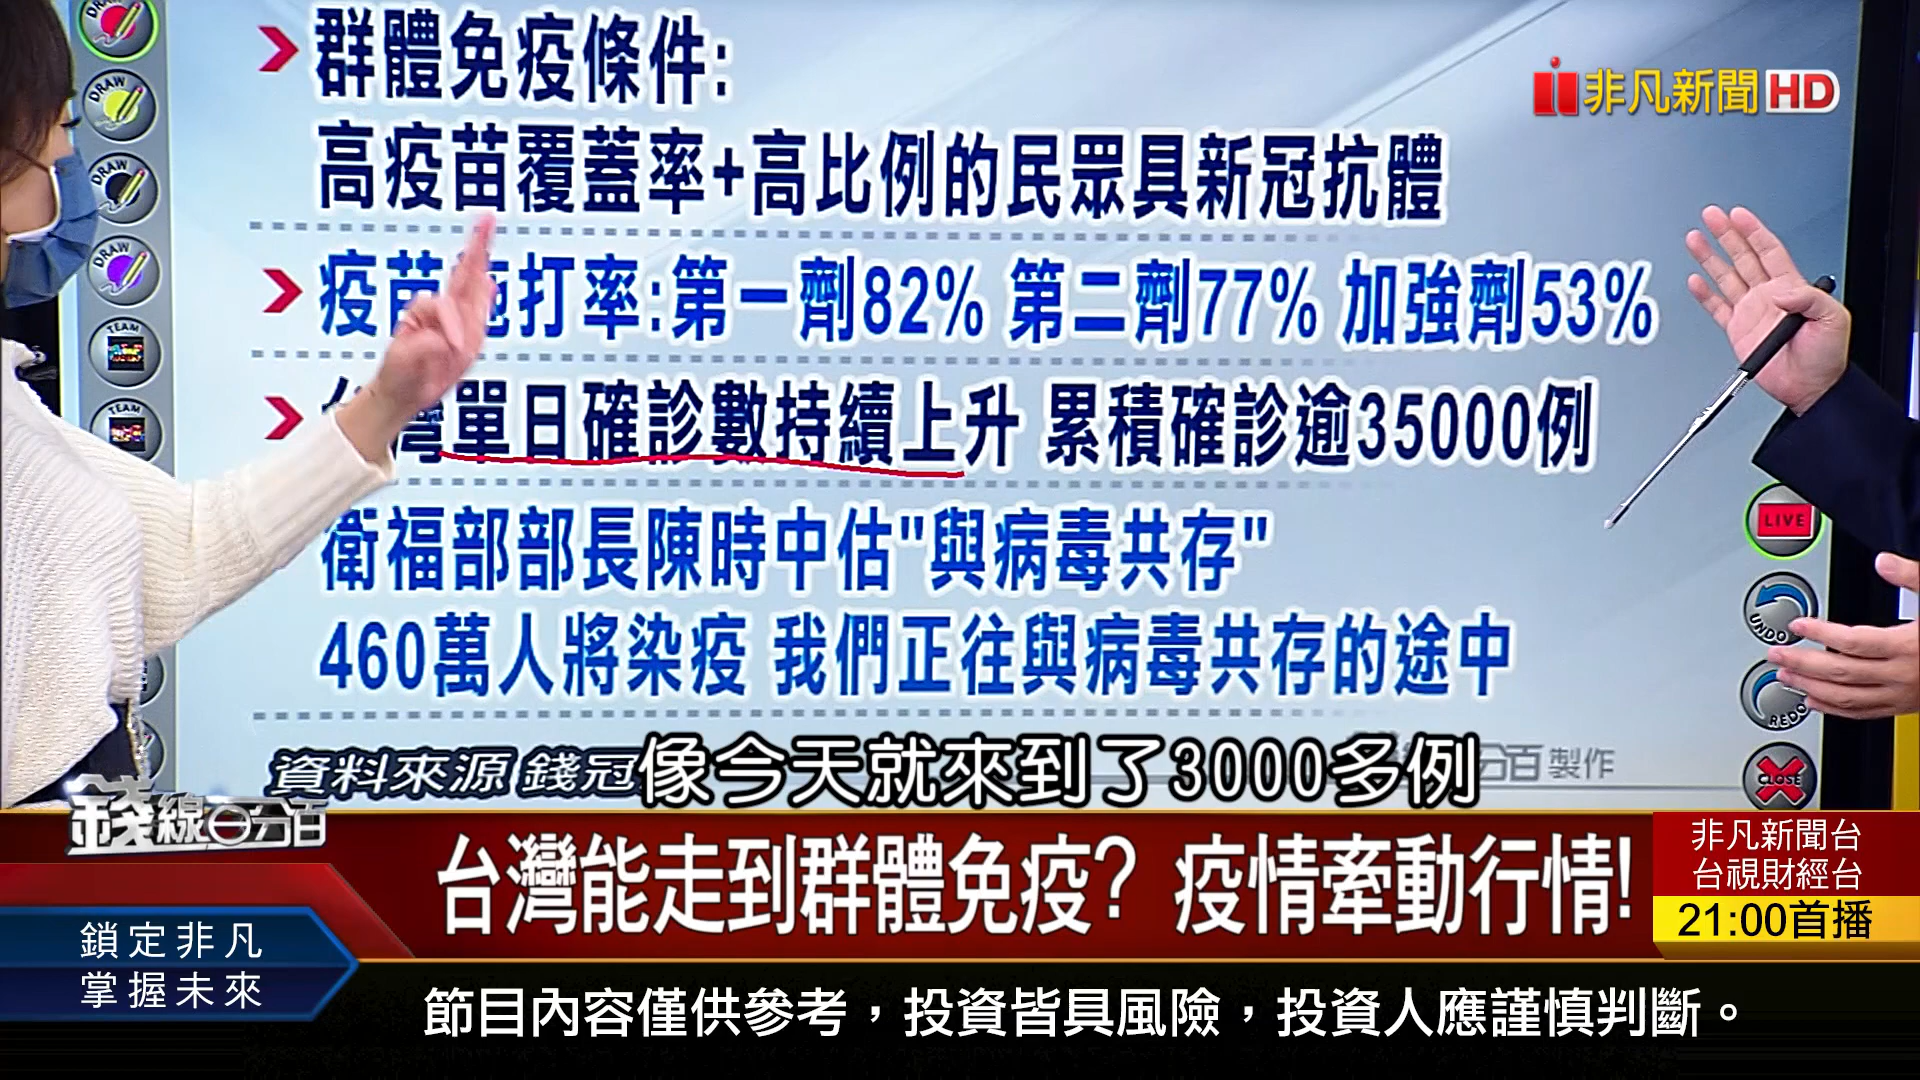 群體免疫條件:
高疫苗覆蓋率+高比例的民眾具新冠抗體
疫苗施打率:第一劑82% 第二劑77% 加強劑53%
台灣單日確診數持續上升 累積確診逾35000例
衛福部部長陳時中估"與病毒共存"
460萬人將染疫 我們正往與病毒共存的途中
資料來源 錢冠
分百製作
像今天就來到了3000多例
非凡新聞HD
DRAW
DRAW
DRAW
TEAM
TEAM
LIVE
UNDO
REDO
CLOSE
錢線百分百
台灣能走到群體免疫? 疫情牽動行情!
非凡新聞台
台視財經台
21:00首播
鎖定非凡
掌握未來
節目內容僅供參考，投資皆具風險，投資人應謹慎判斷。